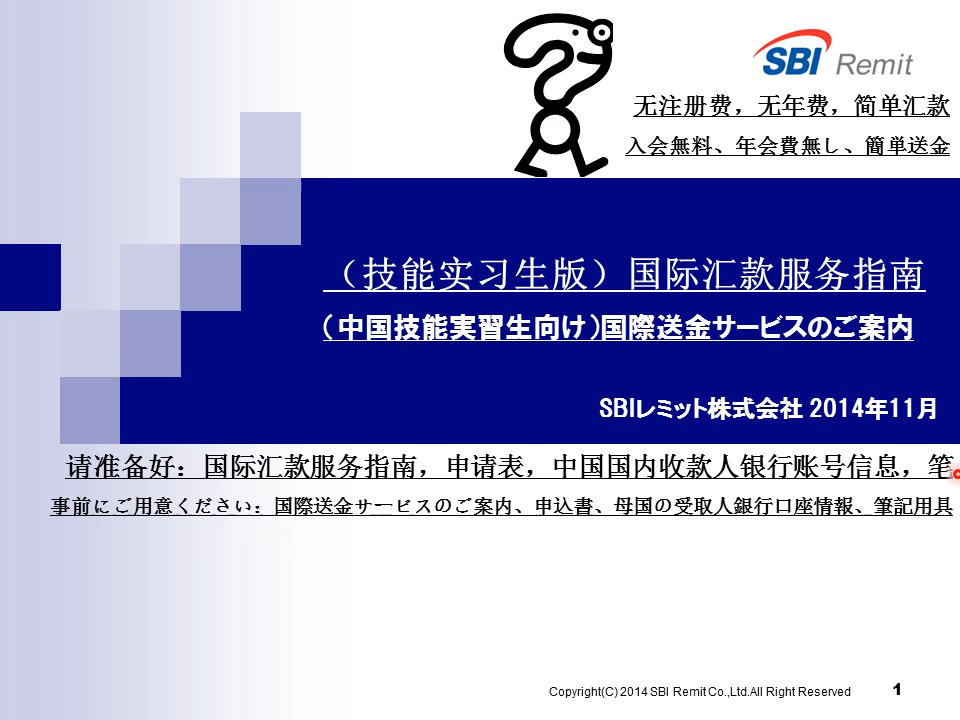 SBI Remit
无注册费，无年费，简单汇款
入会無料、年会費無し、簡単送金
（技能实习生版）国际汇款服务指南
（中国技能実習生向け）国際送金サービスのご案内
SBIレミット株式会社 2014年11月
请准备好：国际汇款服务指南，申请表，中国国内收款人银行账号信息，笔
事前にご用意ください：国際送金サービスのご案内、申込書、母国の受取人銀行口座情報、筆記用具
Copyright(C) 2014 SBI Remit Co.,Ltd.All Right Reserved
1